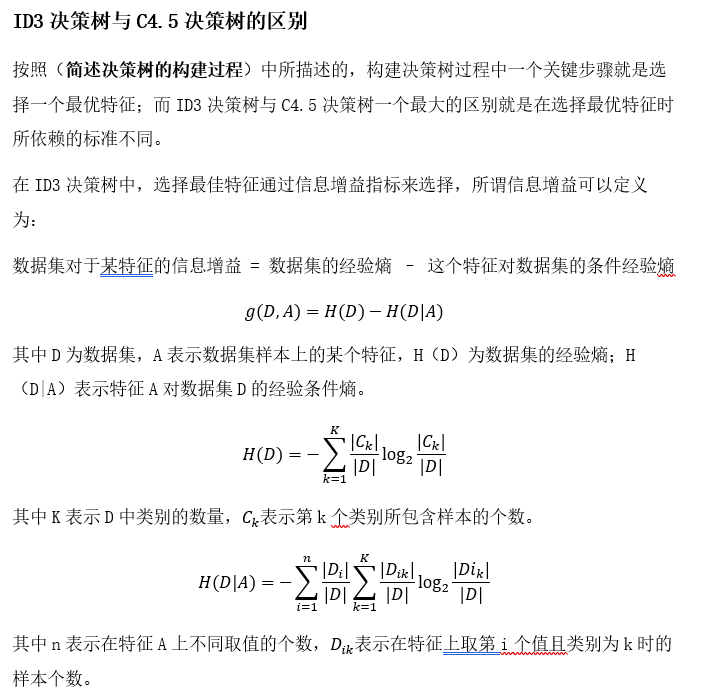 ID3 决策树与 C4.5 决策树的区别
按照（简述决策树的构建过程）中所描述的，构建决策树过程中一个关键步骤就是选
择一个最优特征；而 ID3 决策树与 C4.5 决策树一个最大的区别就是在选择最优特征时
所依赖的标准不同。
在 ID3 决策树中，选择最佳特征通过信息增益指标来选择，所谓信息增益可以定义
为：
数据集对于某特征的信息增益 = 数据集的经验熵 – 这个特征对数据集的条件经验熵
g(D, A) = H(D) − H(D|A)
其中 D 为数据集，A 表示数据集样本上的某个特征，H（D）为数据集的经验熵；H
（D|A）表示特征 A 对数据集 D 的经验条件熵。
H(D) = − ∑_{k=1}^{K} |C_k|/|D| log₂ |C_k|/|D|
其中 K 表示 D 中类别的数量，C_k表示第 k 个类别所包含样本的个数。
H(D|A) = − ∑_{i=1}^{n} |D_i|/|D| ∑_{k=1}^{K} |D_{ik}|/|D| log₂ |Di_k|/|D|
其中 n 表示在特征 A 上不同取值的个数，D_{ik}表示在特征上取第 i 个值且类别为 k 时的
样本个数。